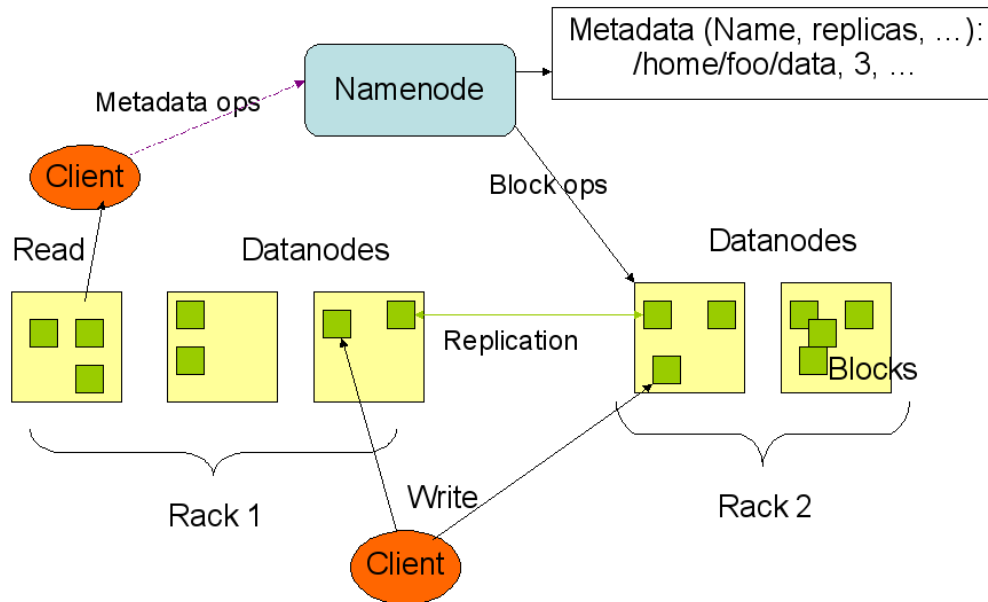 Metadata (Name, replicas, …):
/home/foo/data, 3, …
Namenode
Metadata ops
Client
Block ops
Read
Datanodes
Datanodes
Replication
Blocks
Rack 1
Write
Rack 2
Client